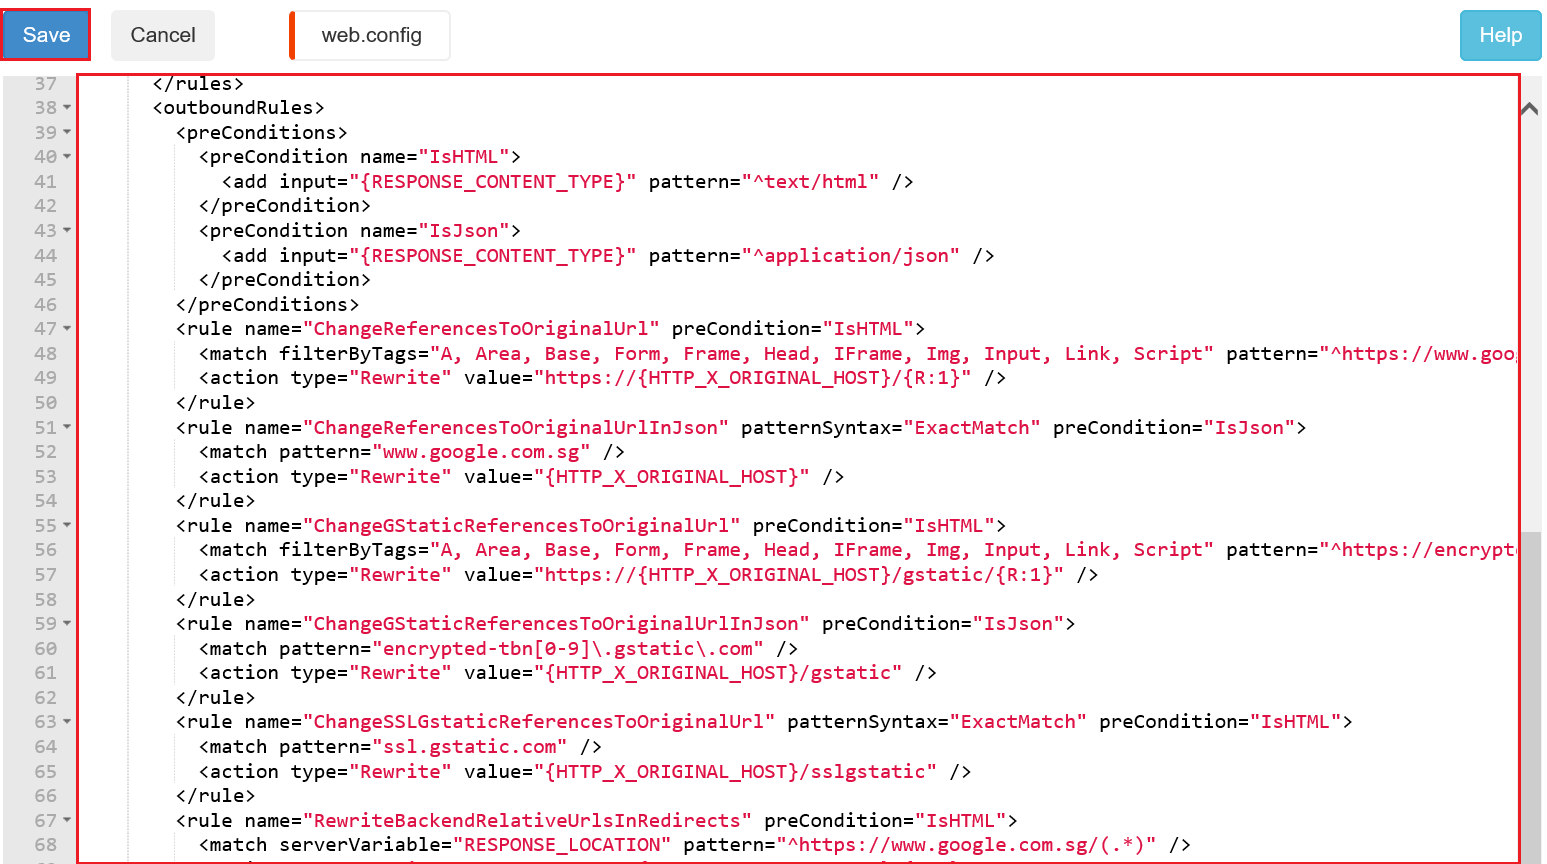 Save Cancel web.config Help
37 </rules>
38 <outboundRules>
39 <preConditions>
40 <preCondition name="IsHTML">
41 <add input="{RESPONSE_CONTENT_TYPE}" pattern="^text/html" />
42 </preCondition>
43 <preCondition name="IsJson">
44 <add input="{RESPONSE_CONTENT_TYPE}" pattern="^application/json" />
45 </preCondition>
46 </preConditions>
47 <rule name="ChangeReferencesToOriginalUrl" preCondition="IsHTML">
48 <match filterByTags="A, Area, Base, Form, Frame, Head, IFrame, Img, Input, Link, Script" pattern="^https://www.goog
49 <action type="Rewrite" value="https://{HTTP_X_ORIGINAL_HOST}/{R:1}" />
50 </rule>
51 <rule name="ChangeReferencesToOriginalUrlInJson" patternSyntax="ExactMatch" preCondition="IsJson">
52 <match pattern="www.google.com.sg" />
53 <action type="Rewrite" value="{HTTP_X_ORIGINAL_HOST}" />
54 </rule>
55 <rule name="ChangeGStaticReferencesToOriginalUrl" preCondition="IsHTML">
56 <match filterByTags="A, Area, Base, Form, Frame, Head, IFrame, Img, Input, Link, Script" pattern="^https://encrypte
57 <action type="Rewrite" value="https://{HTTP_X_ORIGINAL_HOST}/gstatic/{R:1}" />
58 </rule>
59 <rule name="ChangeGStaticReferencesToOriginalUrlInJson" preCondition="IsJson">
60 <match pattern="encrypted-tbn[0-9]\.gstatic\.com" />
61 <action type="Rewrite" value="{HTTP_X_ORIGINAL_HOST}/gstatic" />
62 </rule>
63 <rule name="ChangeSSLGstaticReferencesToOriginalUrl" patternSyntax="ExactMatch" preCondition="IsHTML">
64 <match pattern="ssl.gstatic.com" />
65 <action type="Rewrite" value="{HTTP_X_ORIGINAL_HOST}/sslgstatic" />
66 </rule>
67 <rule name="RewriteBackendRelativeUrlsInRedirects" preCondition="IsHTML">
68 <match serverVariable="RESPONSE_LOCATION" pattern="^https://www.google.com.sg/(.*)" />